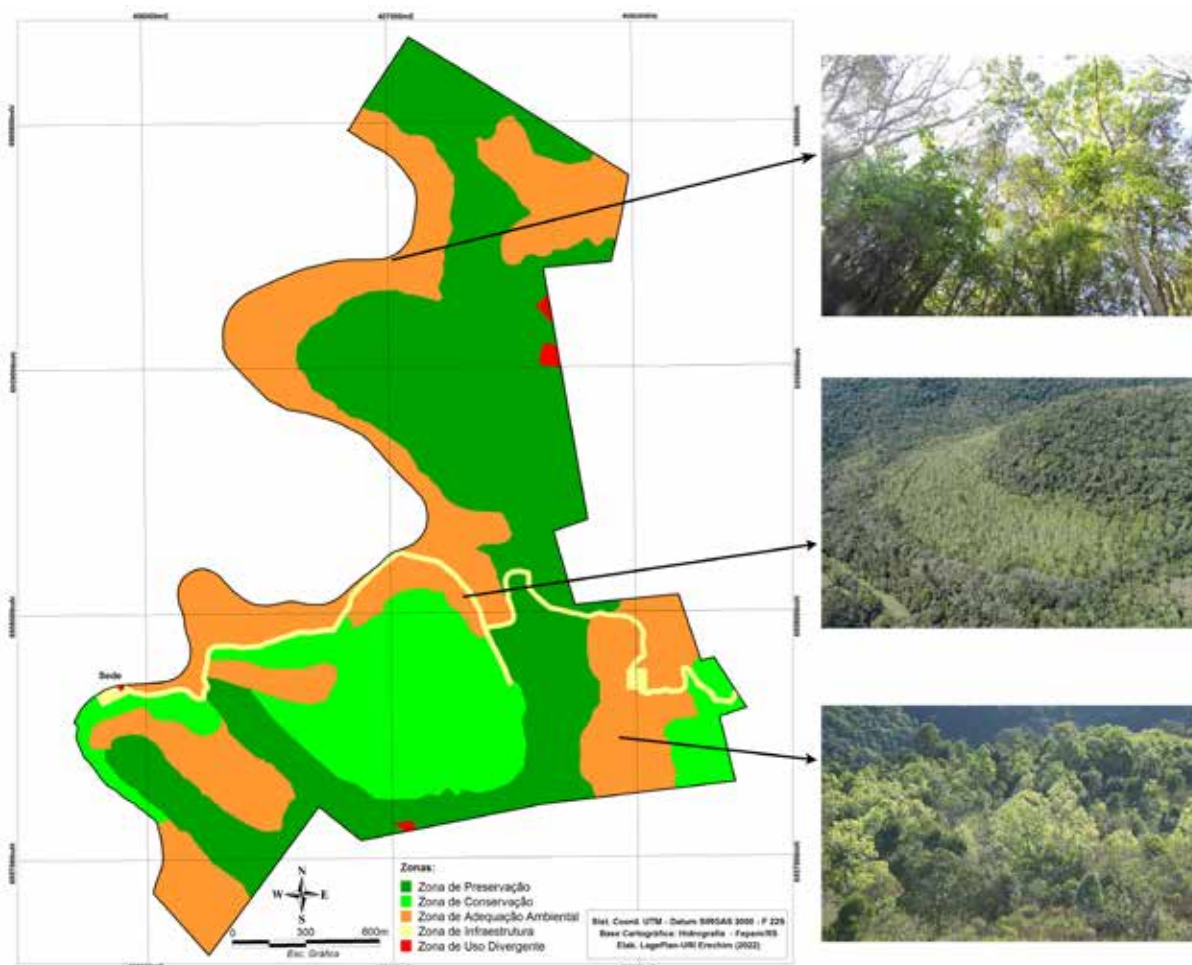 Sede
N
W E
S
0 300 600m
Esc. Gráfica
Zonas:
Zona de Preservação
Zona de Conservação
Zona de Adequação Ambiental
Zona de Infraestrutura
Zona de Uso Divergente
Sist. Coord. UTM - Datum SIRGAS 2000 - F 22S
Base Cartográfica: Hidrografia - Fepam/RS
Elab. LagePlan-URI Erechim (2022)